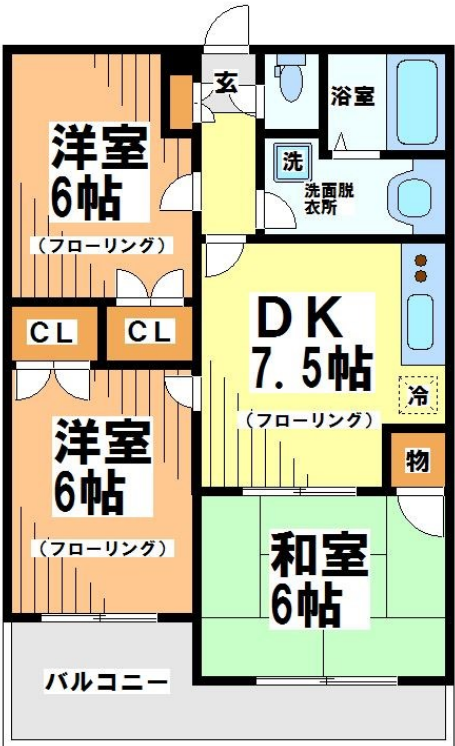 玄
浴室
洋室
6帖
(フローリング)
洗
洗面脱
衣所
CL
CL
DK
7.5帖
(フローリング)
冷
物
洋室
6帖
(フローリング)
和室
6帖
バルコニー